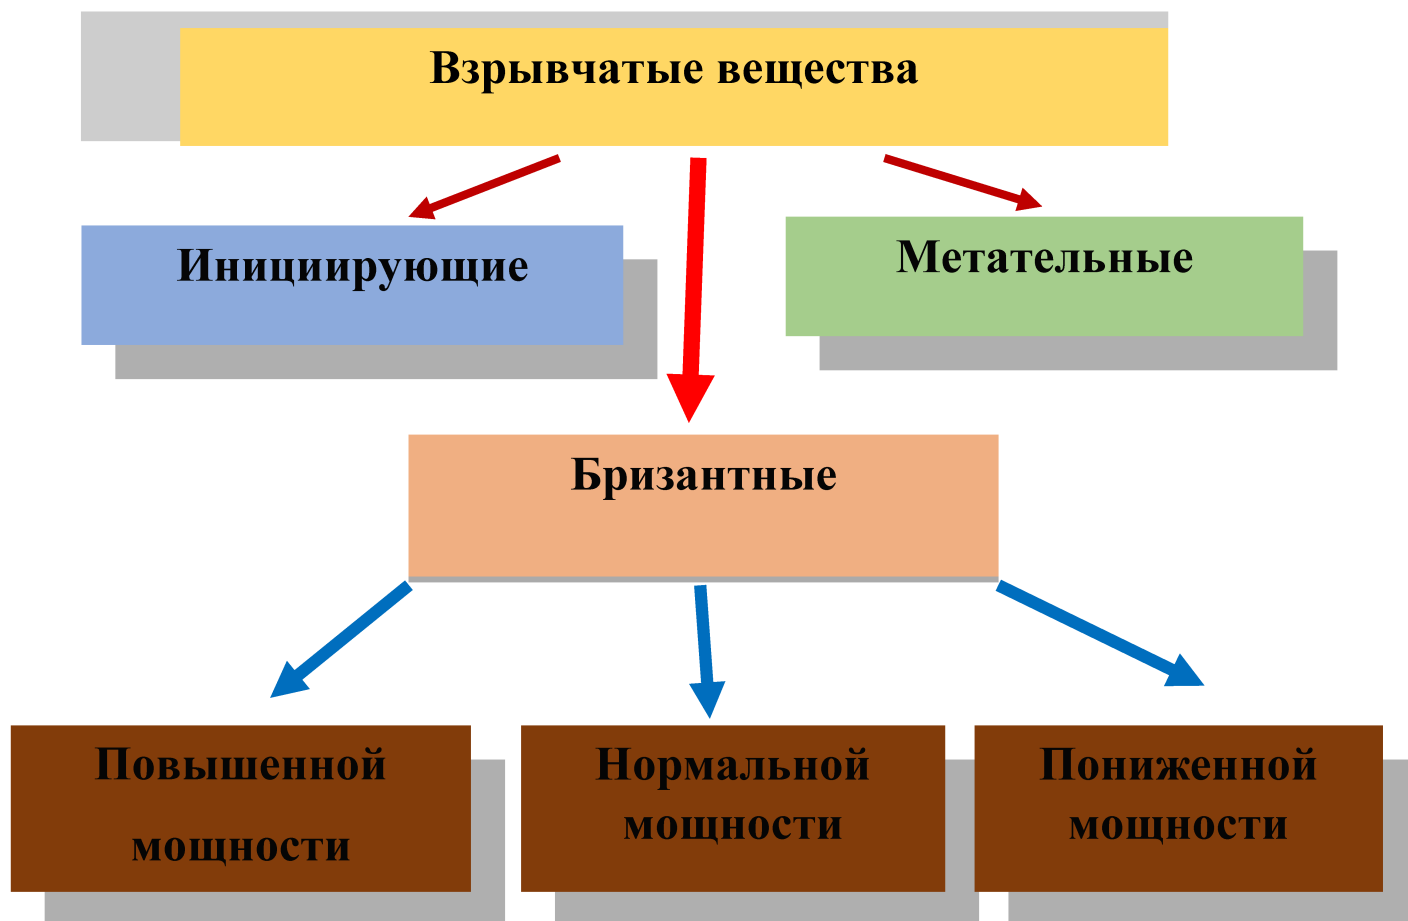 Взрывчатые вещества
Инициирующие
Метательные
Бризантные
Повышенной
мощности
Нормальной
мощности
Пониженной
мощности